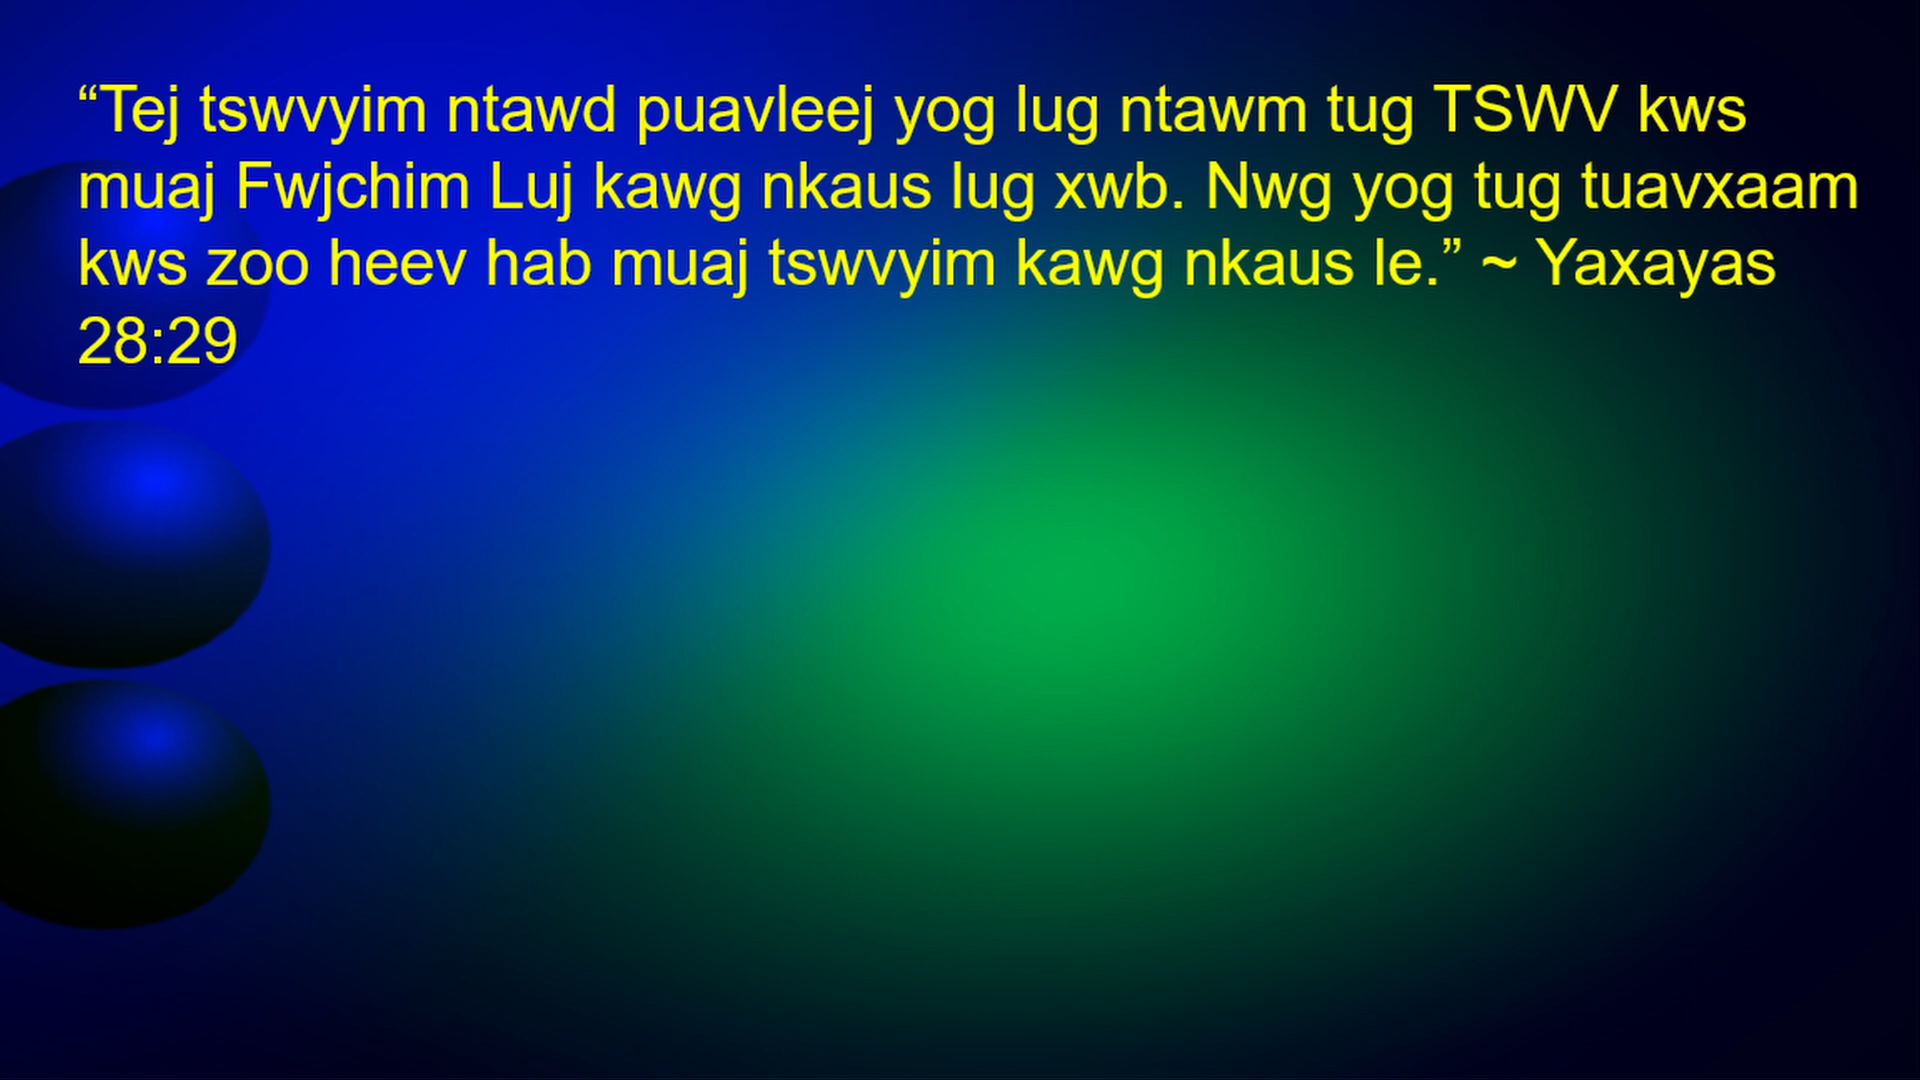 “Tej tswvyim ntawd puavleej yog lug ntawm tug TSWV kws
muaj Fwjchim Luj kawg nkaus lug xwb. Nwg yog tug tuavxaam
kws zoo heev hab muaj tswvyim kawg nkaus le.” ~ Yaxayas
28:29